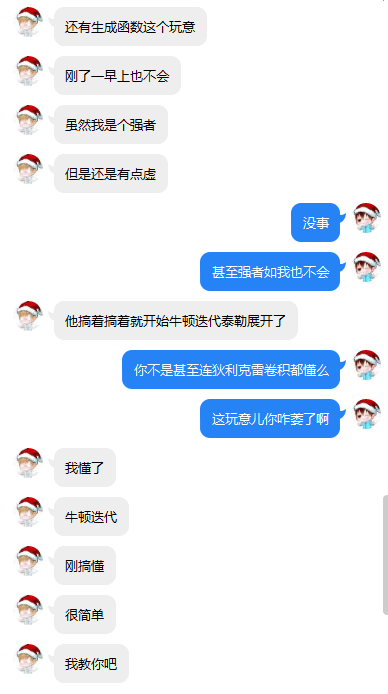 还有生成函数这个玩意
刚了一早上也不会
虽然我是个强者
但是还是有点虚
没事
甚至强者如我也不会
他搞着搞着就开始牛顿迭代泰勒展开了
你不是甚至连狄利克雷卷积都懂么
这玩意儿你咋萎了啊
我懂了
牛顿迭代
刚搞懂
很简单
我教你吧